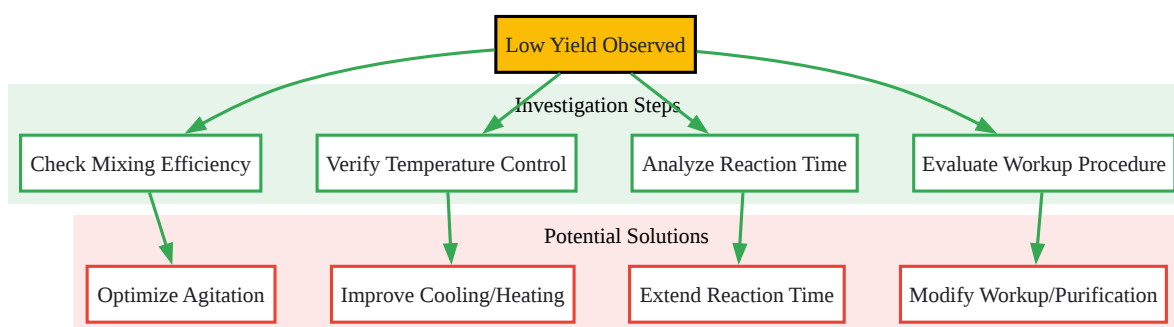 Low Yield Observed
Investigation Steps
Check Mixing Efficiency
Verify Temperature Control
Analyze Reaction Time
Evaluate Workup Procedure
Potential Solutions
Optimize Agitation
Improve Cooling/Heating
Extend Reaction Time
Modify Workup/Purification